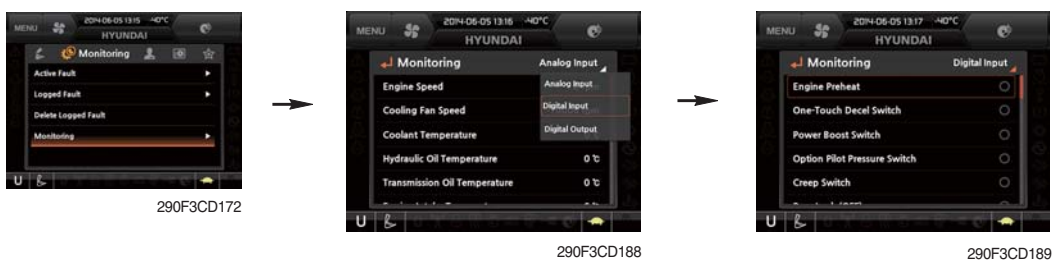 MENU
2014-06-05 13:15 -40°C
HYUNDAI
Monitoring
Active Fault
Logged Fault
Delete Logged Fault
Monitoring
U
290F3CD172
MENU
2014-06-05 13:16 -40°C
HYUNDAI
Monitoring Analog Input
Engine Speed Analog Input
Cooling Fan Speed Digital Input
Coolant Temperature Digital Output
Hydraulic Oil Temperature 0 ℃
Transmission Oil Temperature 0 ℃
U
290F3CD188
MENU
2014-06-05 13:17 -40°C
HYUNDAI
Monitoring Digital Input
Engine Preheat
One-Touch Decel Switch
Power Boost Switch
Option Pilot Pressure Switch
Creep Switch
U
290F3CD189